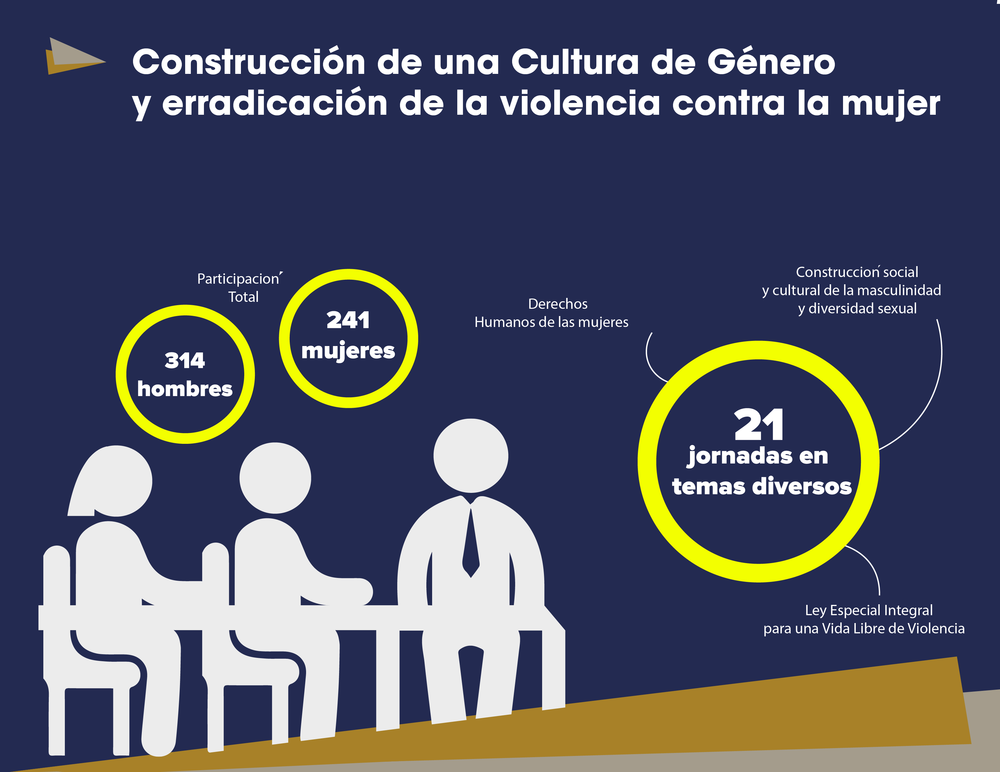 Construcción de una Cultura de Género
y erradicación de la violencia contra la mujer
Participacion´
Total
241
mujeres
314
hombres
Derechos
Humanos de las mujeres
Construccion´ social
y cultural de la masculinidad
y diversidad sexual
21
jornadas en
temas diversos
Ley Especial Integral
para una Vida Libre de Violencia